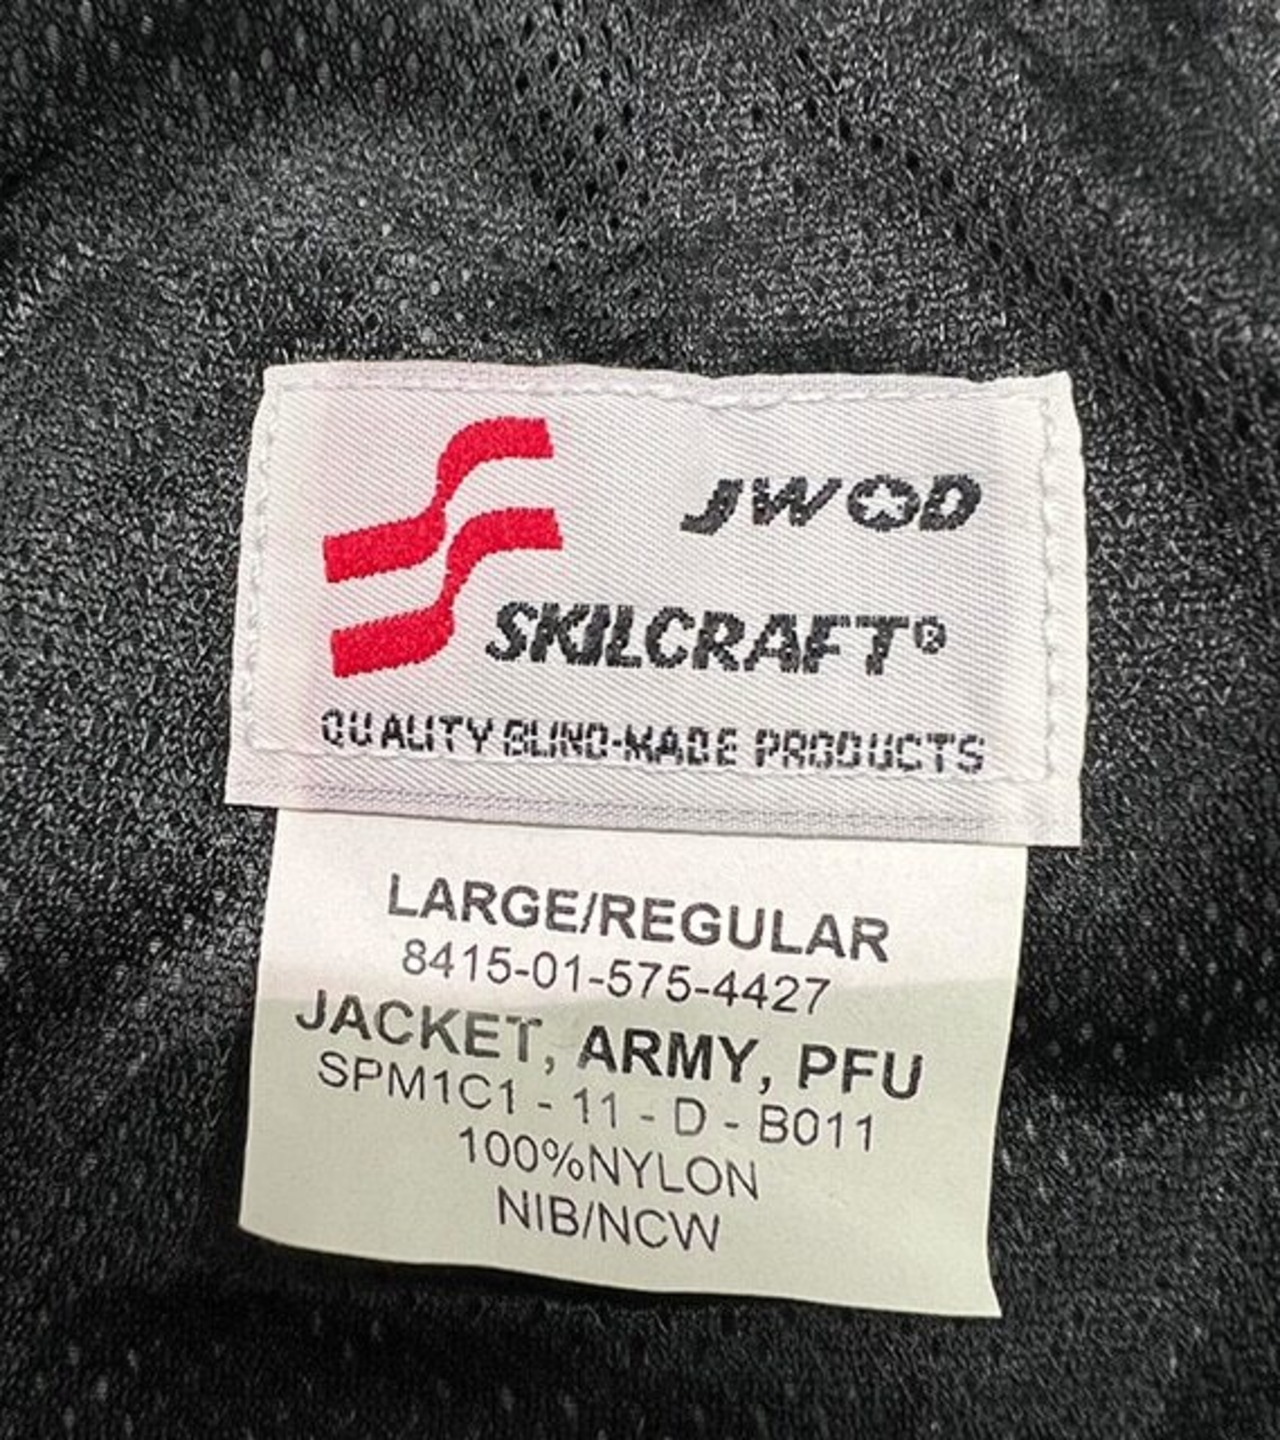 JWOD
SKILCRAFT®
QUALITY BLIND-MADE PRODUCTS
LARGE/REGULAR
8415-01-575-4427
JACKET, ARMY, PFU
SPM1C1 - 11 - D - B011
100%NYLON
NIB/NCW